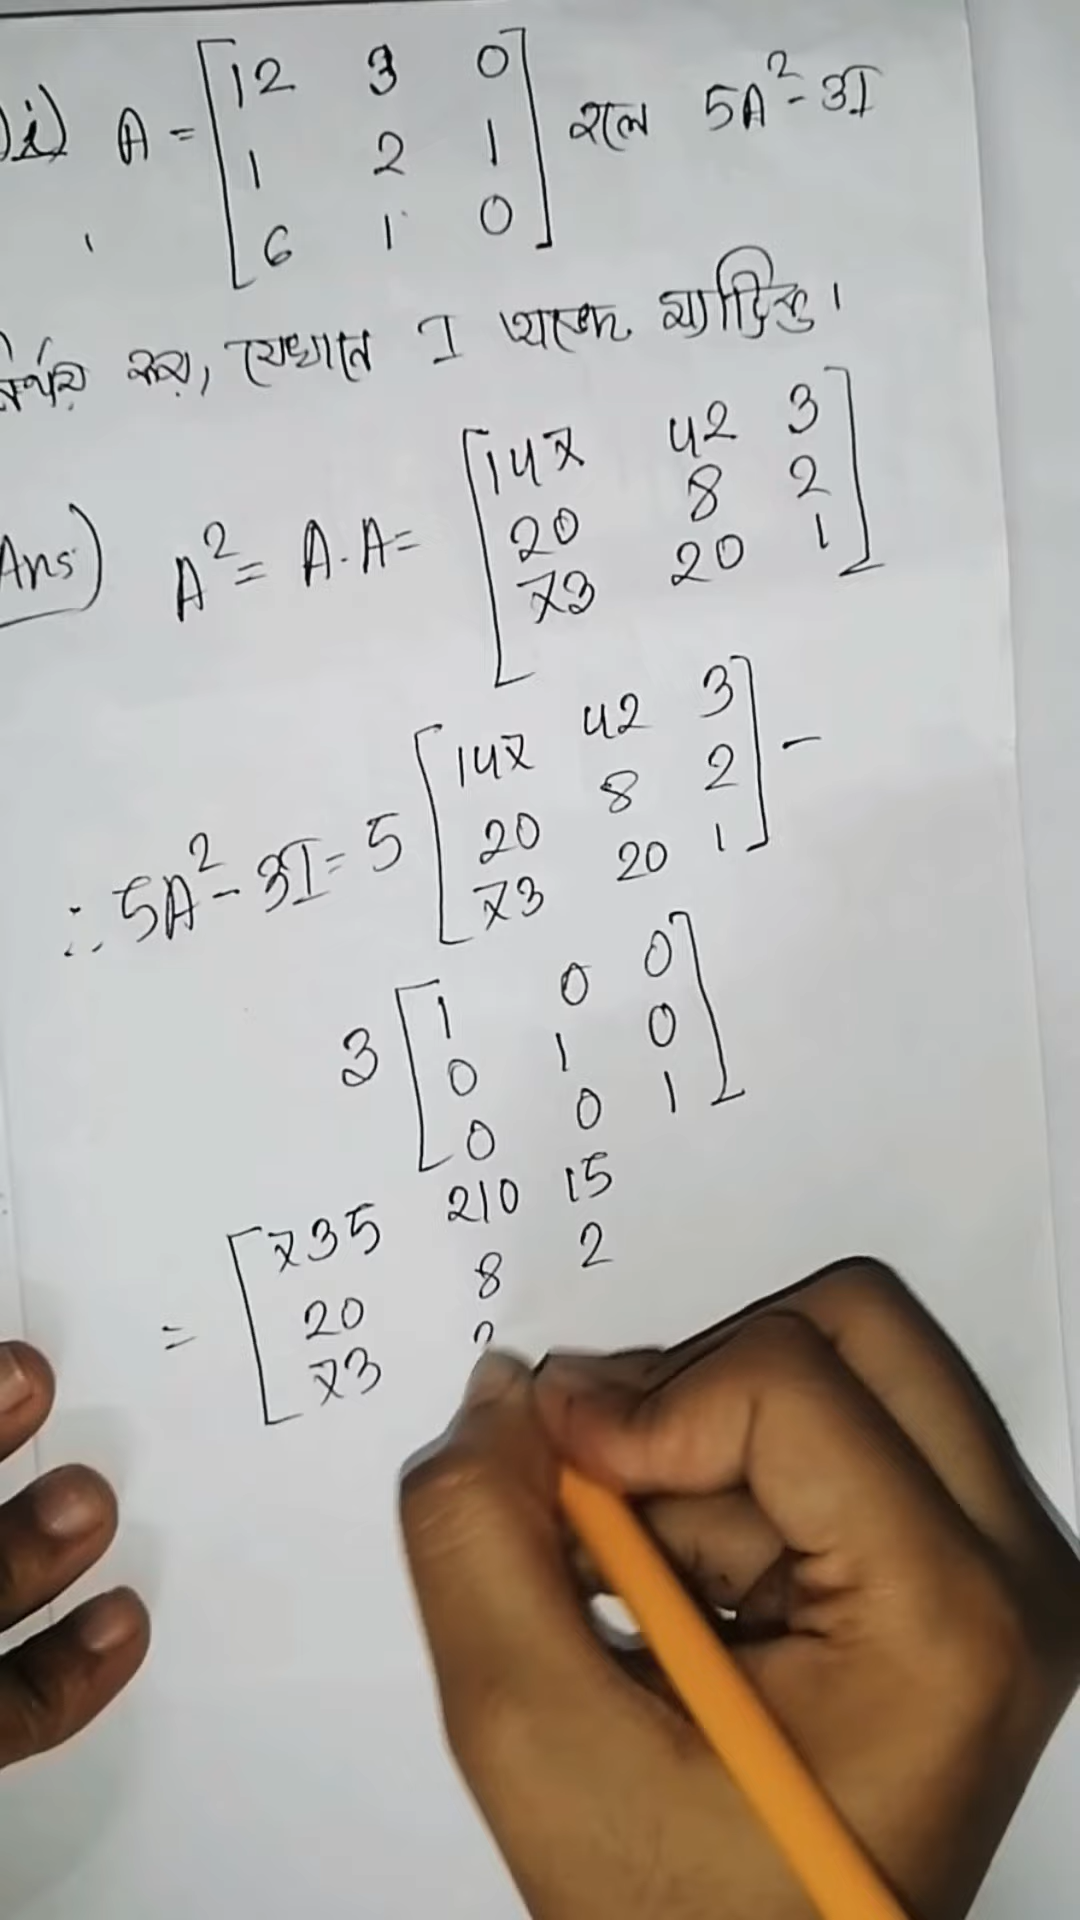 i) A = [12 3 0] হলে 5A² - 3I
1 2 1
6 1 0
কর, যেখানে I ম্যাট্রিক্স।
Ans) A² = A.A = [147 42 3]
20 8 2
73 20 1
∴ 5A² - 3I = 5 [147 42 3] -
20 8 2
73 20 1
3 [1 0 0]
0 1 0
0 0 1
= [735 210 15
20 8 2
73